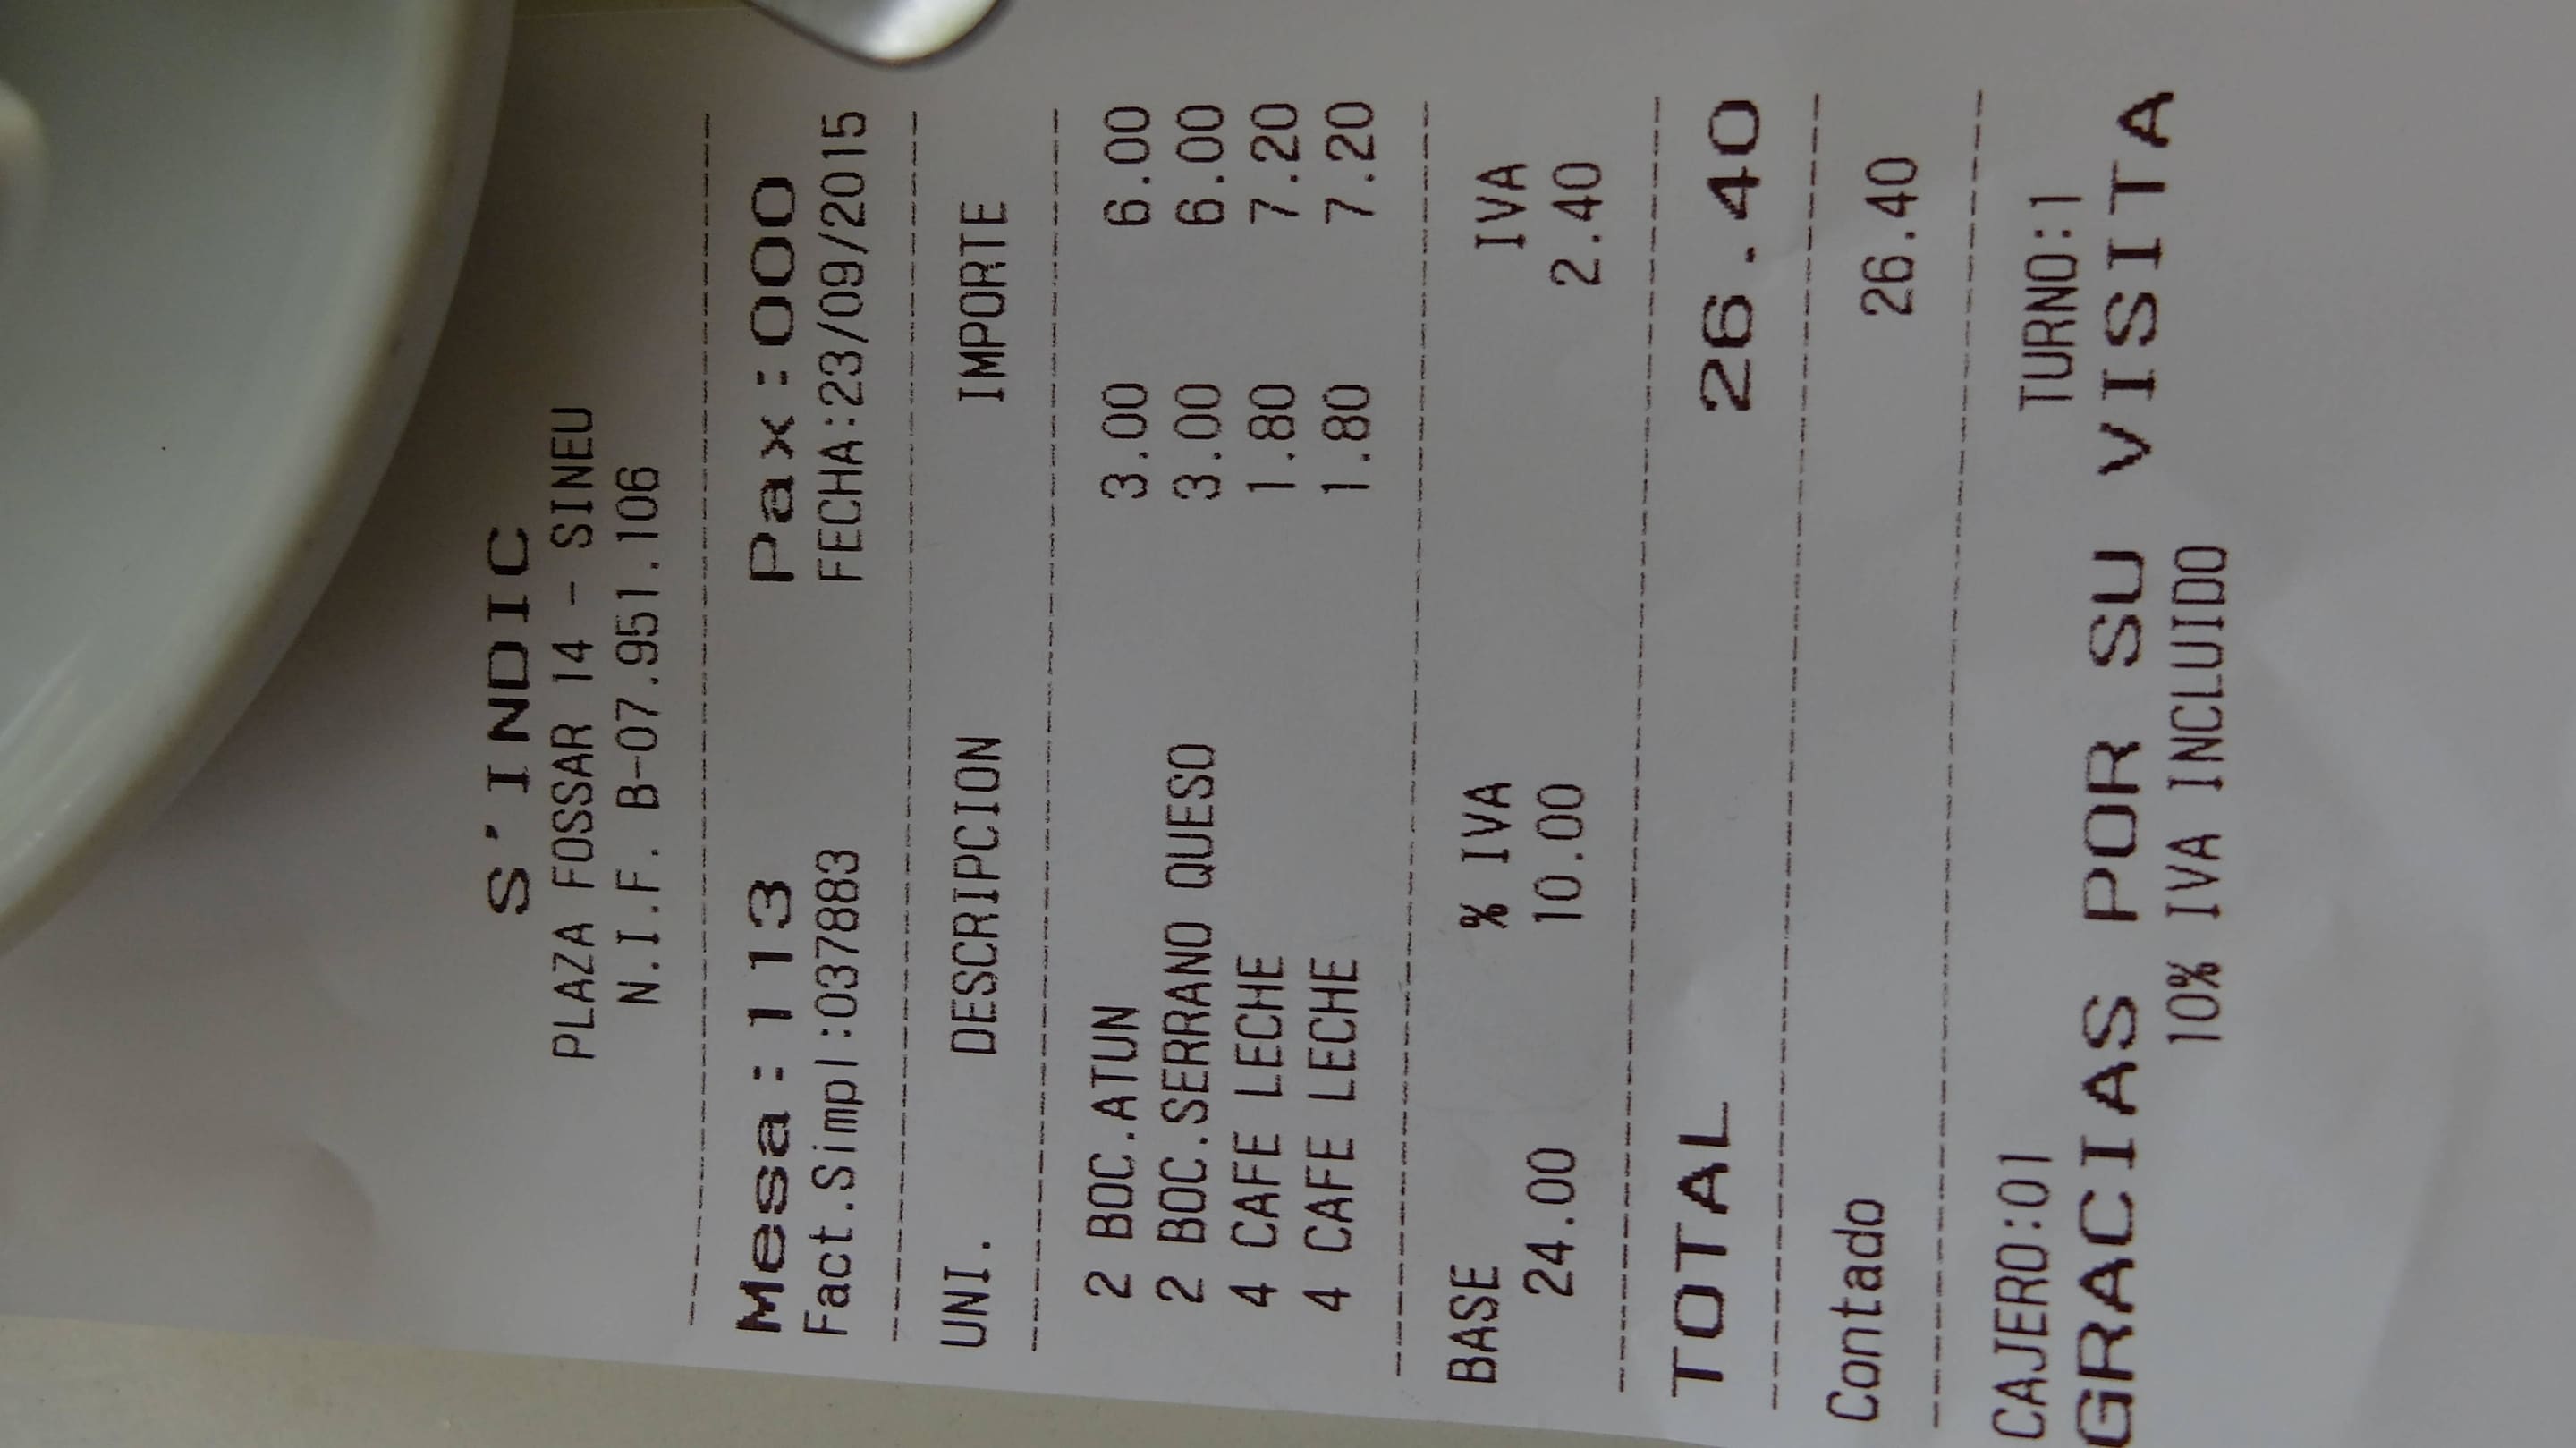 S'INDIC
PLAZA FOSSAR 14 - SINEU
N.I.F. B-07.951.106
Mesa:113 Pax:000
Fact.Simpl:037883 FECHA:23/09/2015
UNI. DESCRIPCION IMPORTE
2 BOC.ATUN 3.00 6.00
2 BOC.SERRANO QUESO 3.00 6.00
4 CAFE LECHE 1.80 7.20
4 CAFE LECHE 1.80 7.20
BASE % IVA IVA
24.00 10.00 2.40
TOTAL 26.40
Contado 26.40
CAJERO:01 TURNO:1
GRACIAS POR SU VISITA
10% IVA INCLUIDO